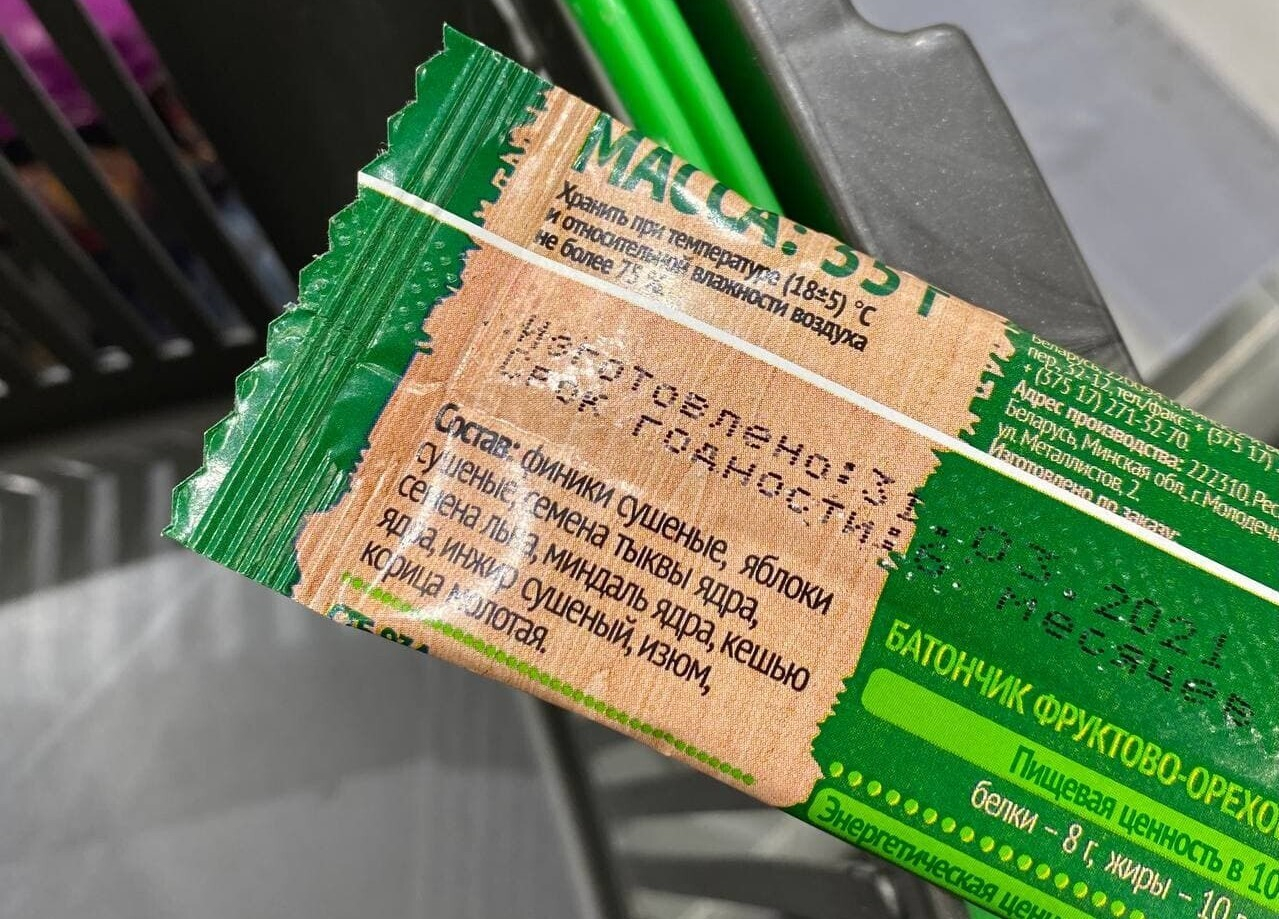 МАССА: 35 г
Хранить при температуре (18±5) °С
и относительной влажности воздуха
не более 75 %
Изготовлено:31.03.2021
Срок годности:6 месяцев
Состав: финики сушеные, яблоки
сушеные, семена тыквы ядра,
семена льна, миндаль ядра, кешью
ядра, инжир сушеный, изюм,
корица молотая.
пер. 32-12, тел/факс: + (375 17)
+ (375 17) 271-32-70.
Адрес производства: 222310, Рес
Беларусь, Минская обл., г. Молодечн
ул. Металлистов, 2.
Изготовлено по заказу
БАТОНЧИК ФРУКТОВО-ОРЕХО
Пищевая ценность в 10
белки – 8 г, жиры – 10
Энергетическая ценн